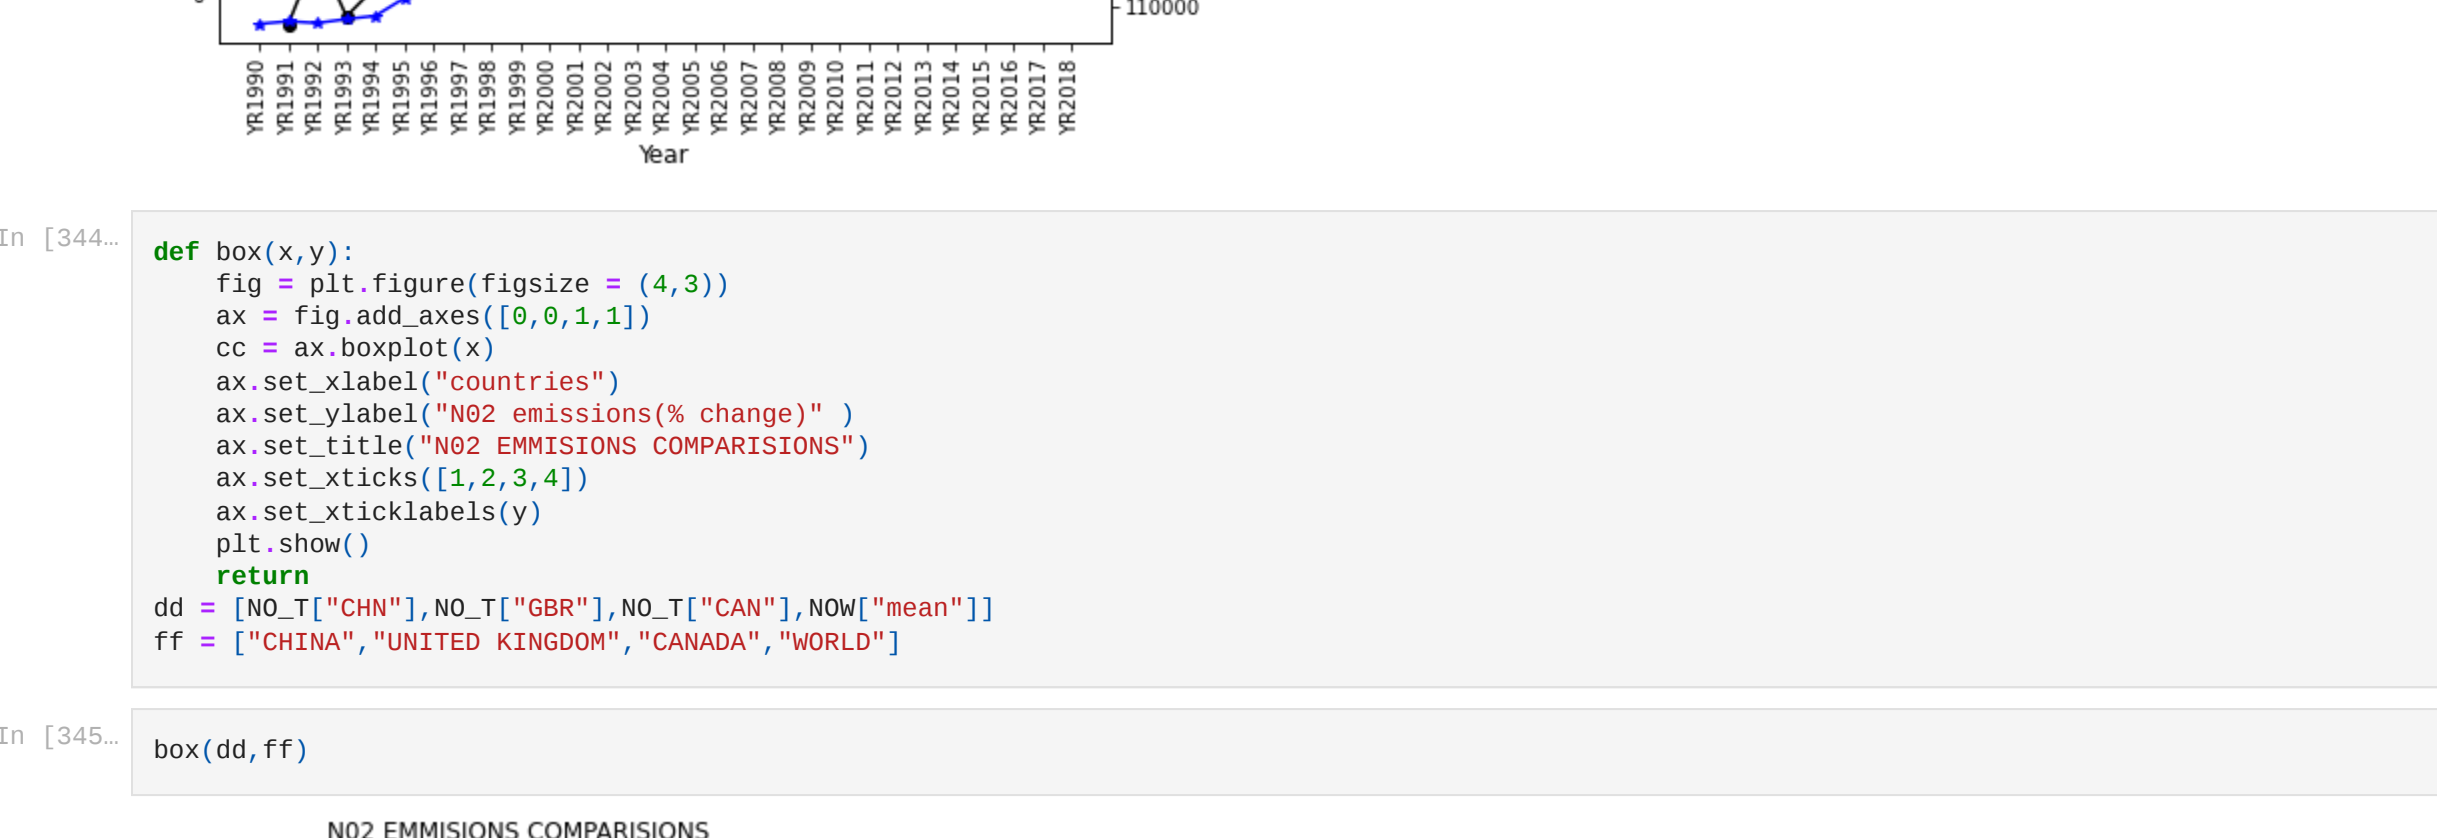 110000
YR1990 YR1991 YR1992 YR1993 YR1994 YR1995 YR1996 YR1997 YR1998 YR1999 YR2000 YR2001 YR2002 YR2003 YR2004 YR2005 YR2006 YR2007 YR2008 YR2009 YR2010 YR2011 YR2012 YR2013 YR2014 YR2015 YR2016 YR2017 YR2018
Year
In [344…
def box(x,y):
    fig = plt.figure(figsize = (4,3))
    ax = fig.add_axes([0,0,1,1])
    cc = ax.boxplot(x)
    ax.set_xlabel("countries")
    ax.set_ylabel("N02 emissions(% change)" )
    ax.set_title("N02 EMMISIONS COMPARISIONS")
    ax.set_xticks([1,2,3,4])
    ax.set_xticklabels(y)
    plt.show()
    return
dd = [NO_T["CHN"],NO_T["GBR"],NO_T["CAN"],NOW["mean"]]
ff = ["CHINA","UNITED KINGDOM","CANADA","WORLD"]
In [345…
box(dd,ff)
N02 EMMISIONS COMPARISIONS